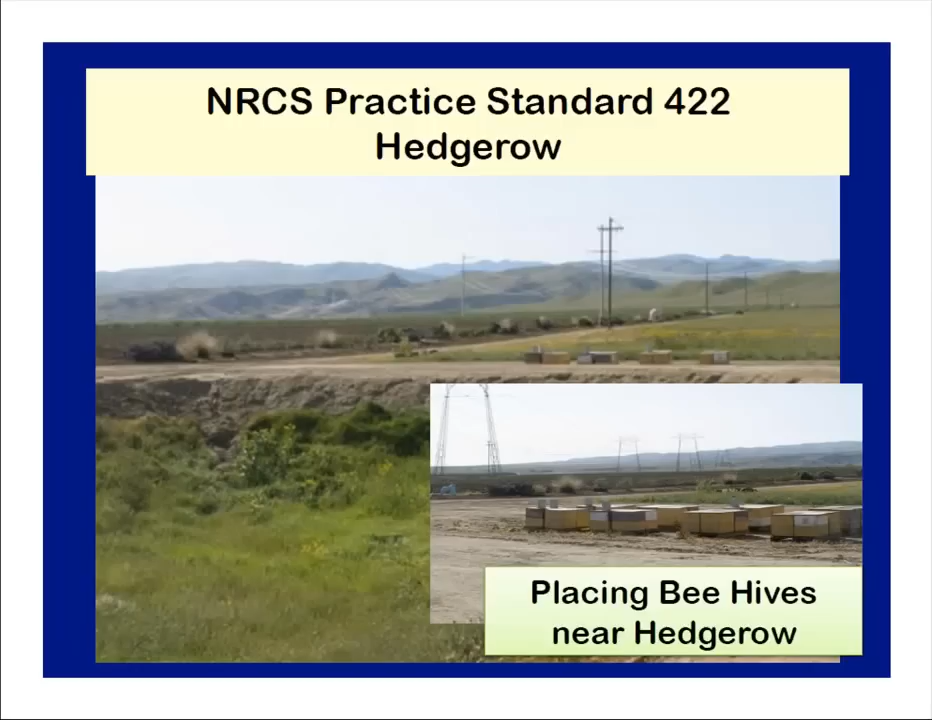 NRCS Practice Standard 422
Hedgerow
Placing Bee Hives
near Hedgerow